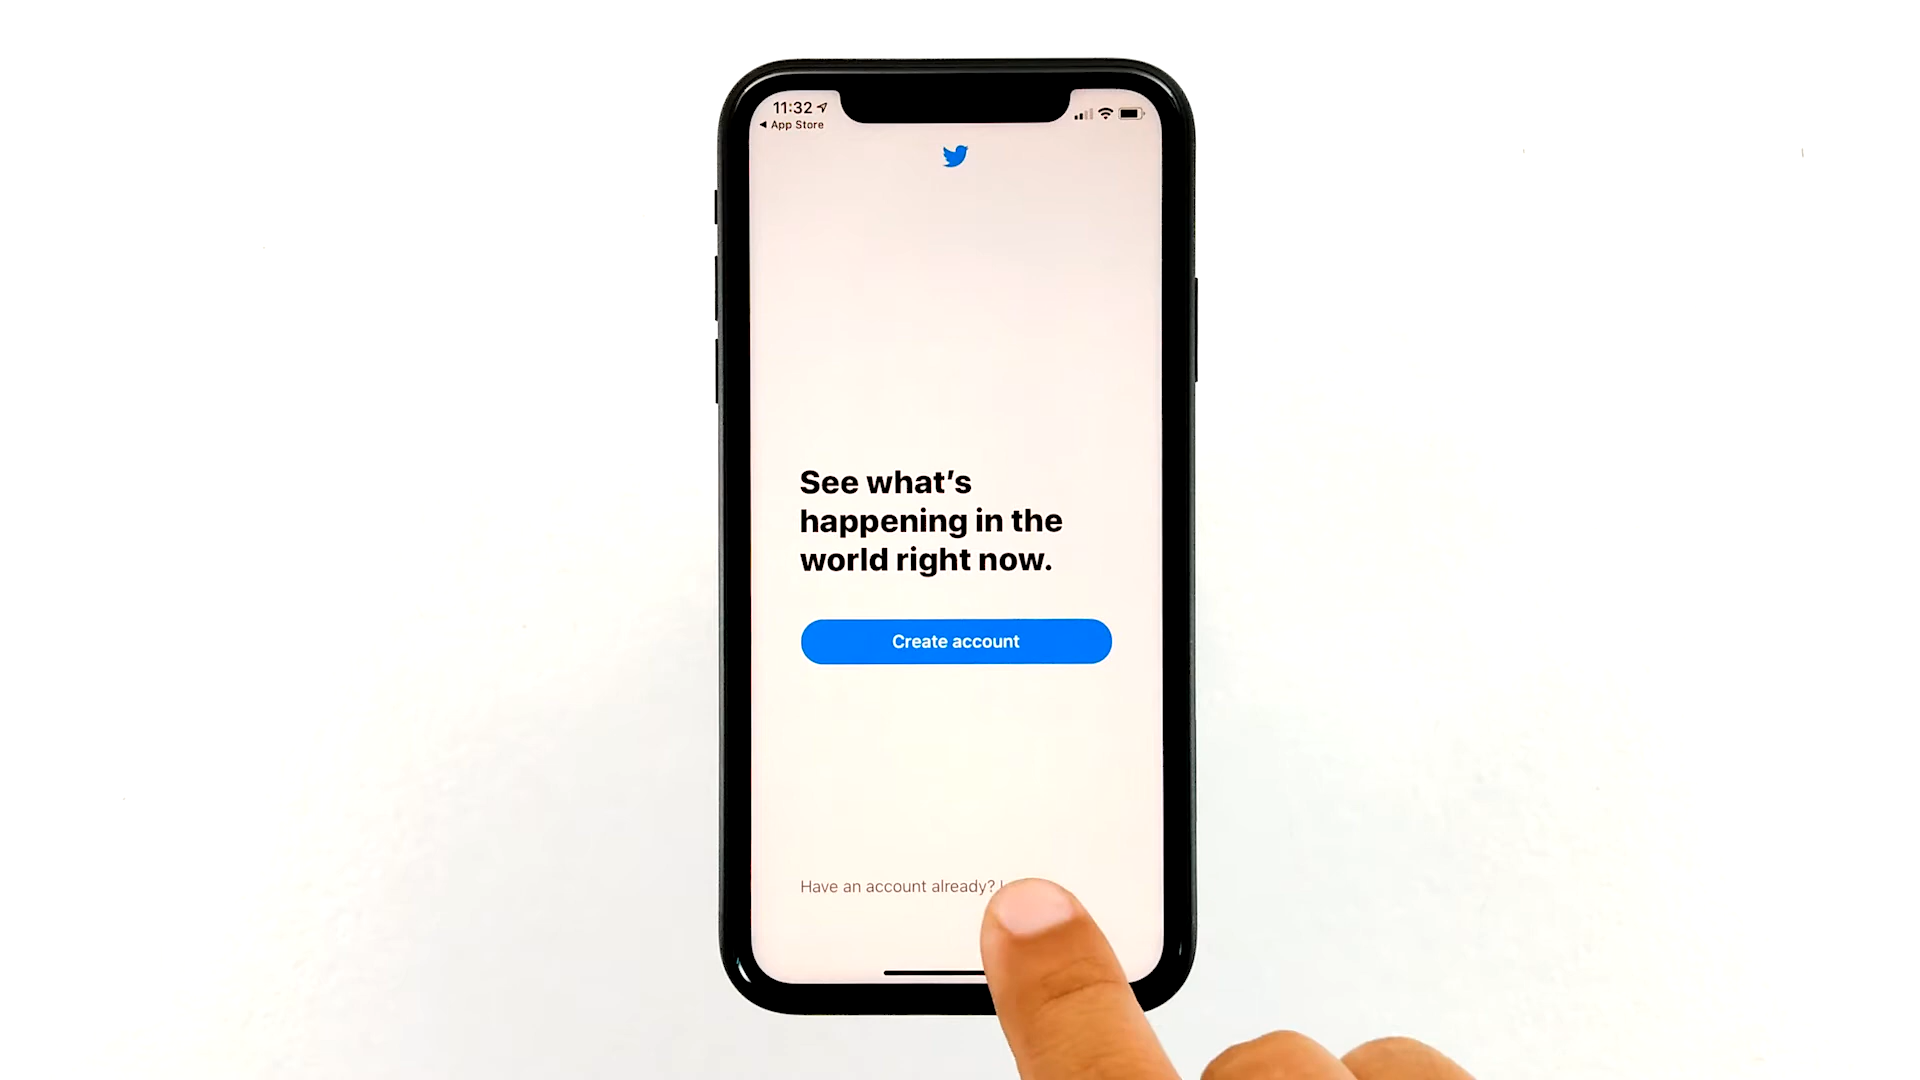 11:32
◀ App Store
See what's
happening in the
world right now.
Create account
Have an account already?